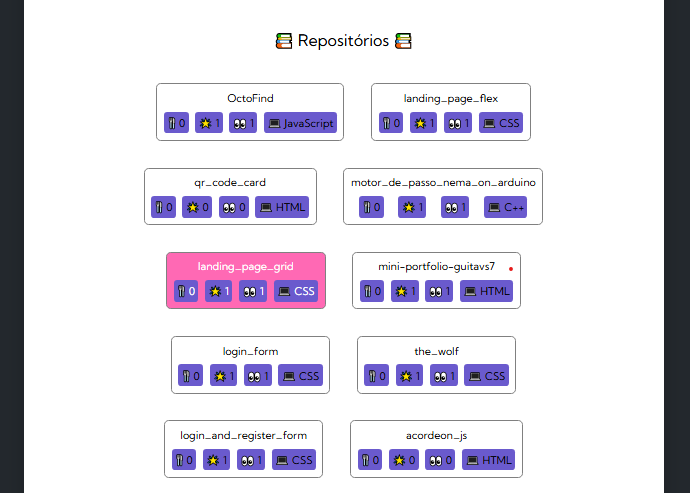 📚 Repositórios 📚
OctoFind
🍴 0 🌟 1 👀 1 💻 JavaScript
landing_page_flex
🍴 0 🌟 1 👀 1 💻 CSS
qr_code_card
🍴 0 🌟 0 👀 0 💻 HTML
motor_de_passo_nema_on_arduino
🍴 0 🌟 1 👀 1 💻 C++
landing_page_grid
🍴 0 🌟 1 👀 1 💻 CSS
mini-portfolio-guitavs7
🍴 0 🌟 1 👀 1 💻 HTML
login_form
🍴 0 🌟 1 👀 1 💻 CSS
the_wolf
🍴 0 🌟 1 👀 1 💻 CSS
login_and_register_form
🍴 0 🌟 1 👀 1 💻 CSS
acordeon_js
🍴 0 🌟 0 👀 0 💻 HTML